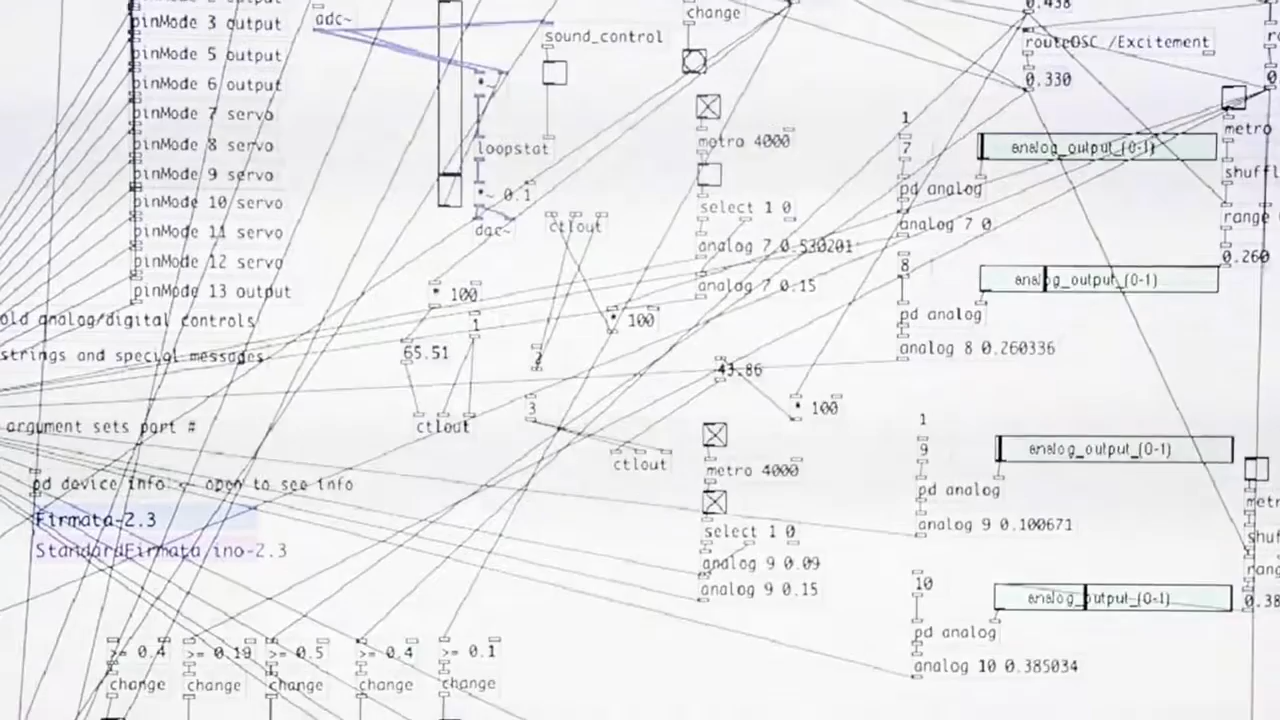 pinMode 3 output
pinMode 5 output
pinMode 6 output
pinMode 7 servo
pinMode 8 servo
pinMode 9 servo
pinMode 10 servo
pinMode 11 servo
pinMode 12 servo
pinMode 13 output
old analog/digital controls
strings and special messages
argument sets port #
pd device info <- open to see info
Firmata-2.3
StandardFirmata ino-2.3
>= 0.4
change
>= 0.19
change
>= 0.5
change
>= 0.4
change
>= 0.1
change
adc~
sound_control
loopstat
*~ 0.1
dac~
ctlout
* 100
1
65.51
ctlout
* 100
2
3
ctlout
43.86
* 100
change
metro 4000
select 1 0
analog 7 0.530201
analog 7 0.15
metro 4000
select 1 0
analog 9 0.09
analog 9 0.15
0.438
routeOSC /Excitement
0.330
1
7
analog_output_(0-1)
pd analog
analog 7 0
8
analog_output_(0-1)
pd analog
analog 8 0.260336
1
9
analog_output_(0-1)
pd analog
analog 9 0.100671
10
analog_output_(0-1)
pd analog
analog 10 0.385034
metro
shuffl
range
0.260
metr
shuf
rang
0.38